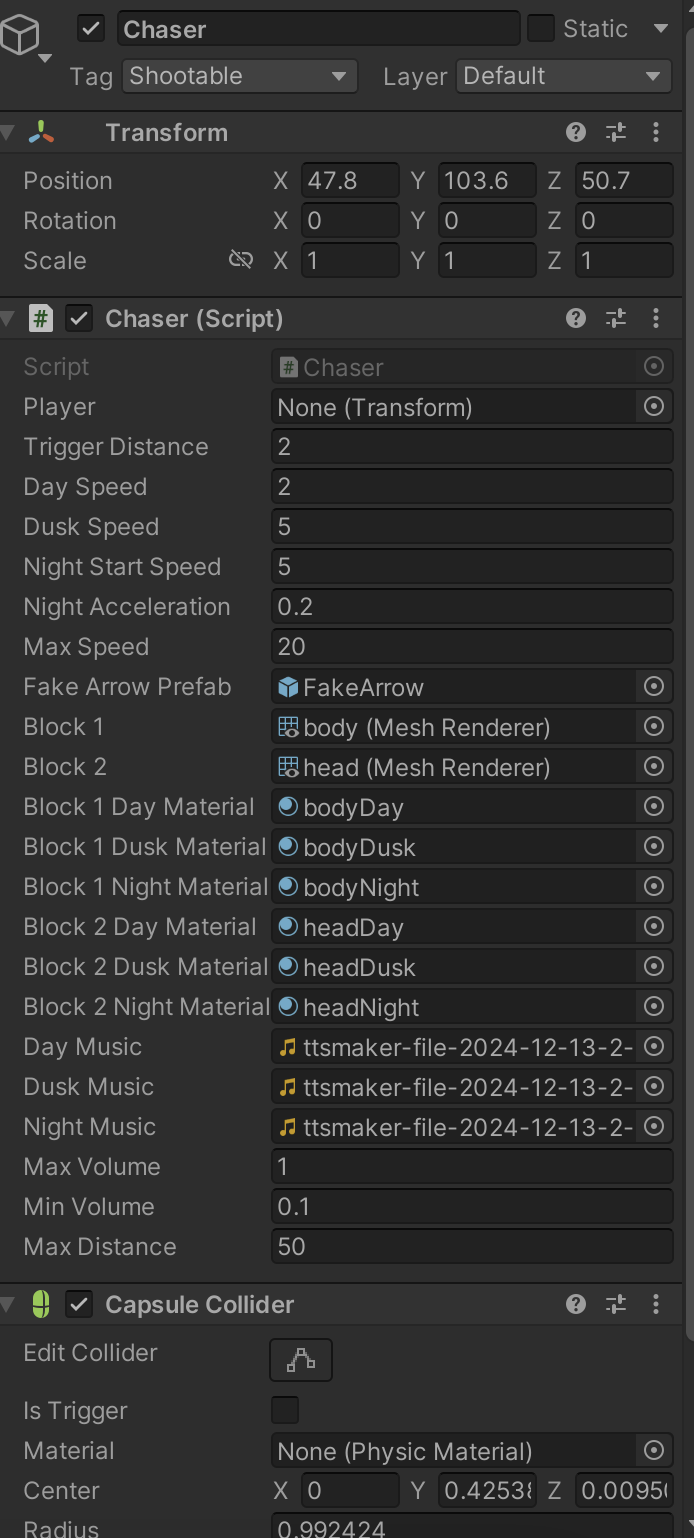 Chaser Static
Tag Shootable Layer Default
Transform
Position X 47.8 Y 103.6 Z 50.7
Rotation X 0 Y 0 Z 0
Scale X 1 Y 1 Z 1
# Chaser (Script)
Script # Chaser
Player None (Transform)
Trigger Distance 2
Day Speed 2
Dusk Speed 5
Night Start Speed 5
Night Acceleration 0.2
Max Speed 20
Fake Arrow Prefab FakeArrow
Block 1 body (Mesh Renderer)
Block 2 head (Mesh Renderer)
Block 1 Day Material bodyDay
Block 1 Dusk Material bodyDusk
Block 1 Night Material bodyNight
Block 2 Day Material headDay
Block 2 Dusk Material headDusk
Block 2 Night Material headNight
Day Music ttsmaker-file-2024-12-13-2-
Dusk Music ttsmaker-file-2024-12-13-2-
Night Music ttsmaker-file-2024-12-13-2-
Max Volume 1
Min Volume 0.1
Max Distance 50
Capsule Collider
Edit Collider
Is Trigger
Material None (Physic Material)
Center X 0 Y 0.4253 Z 0.0095
Radius 0.992424